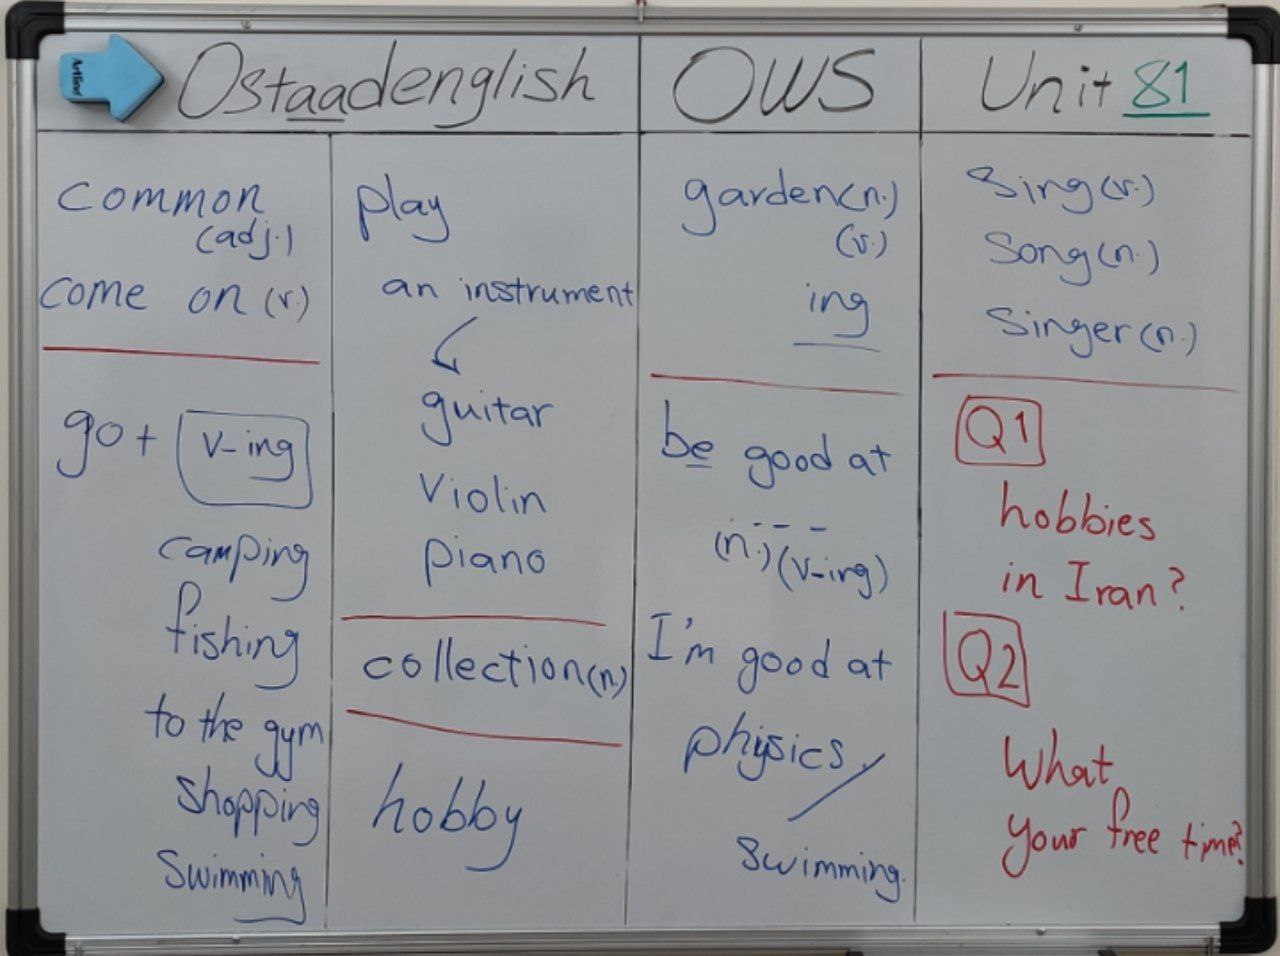 Artline
Ostaadenglish
OWS
Unit 81
common
(adj.)
come on (v.)
go + v-ing
camping
fishing
to the gym
shopping
swimming
play
an instrument
guitar
violin
piano
collection (n.)
hobby
garden (n.)
(v.)
ing
be good at
(n.) (v-ing)
I'm good at
physics.
swimming.
Sing (v.)
Song (n.)
Singer (n.)
Q1
hobbies
in Iran?
Q2
What
your free time?